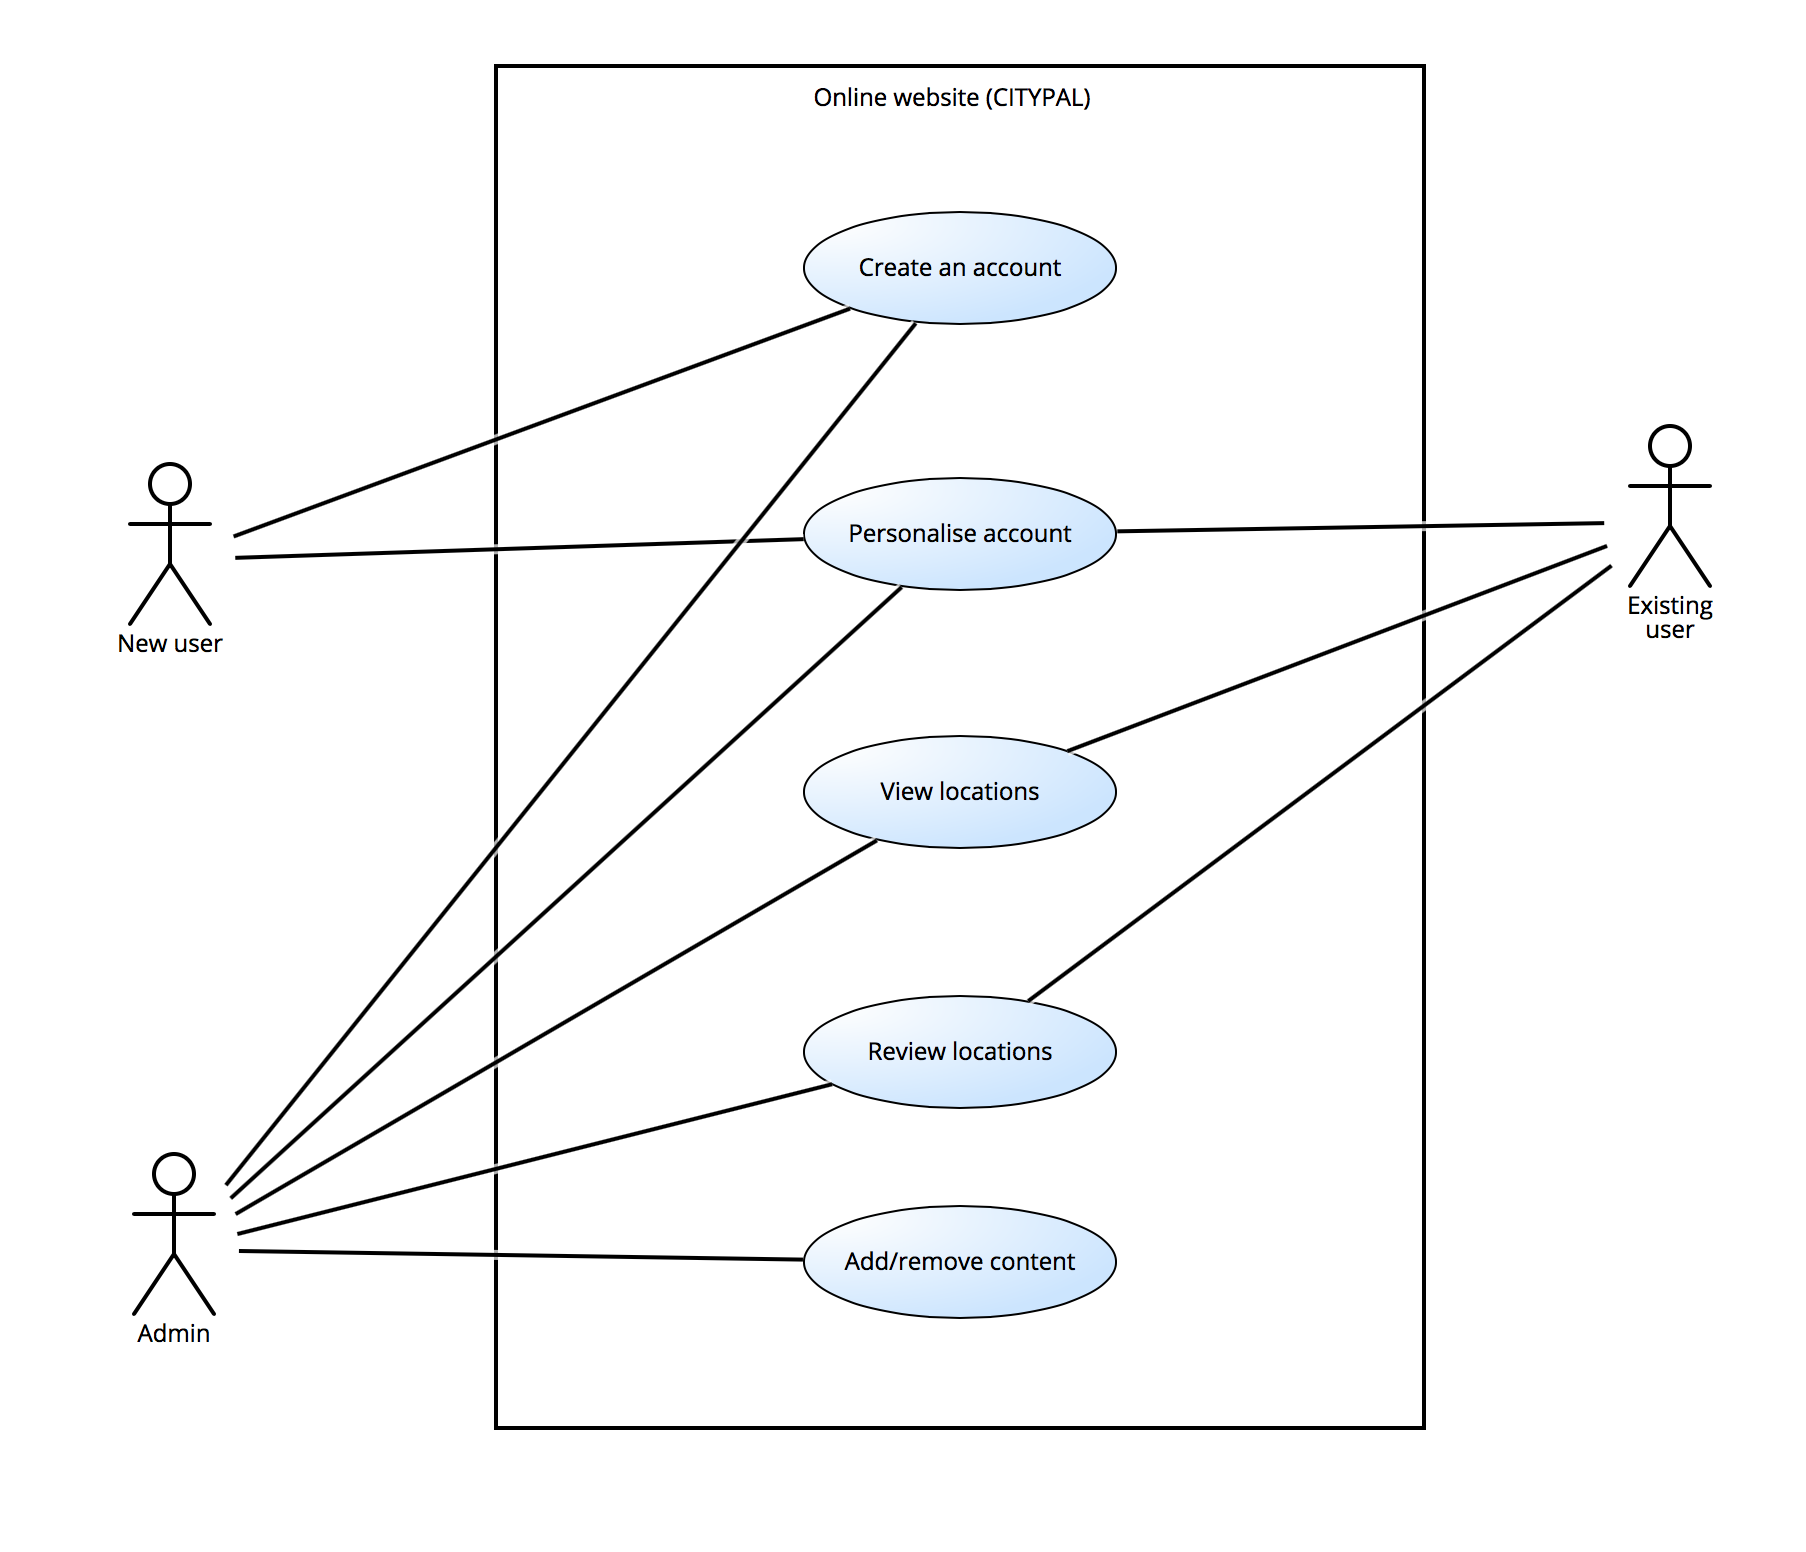 Online website (CITYPAL)
Create an account
Personalise account
New user
Existing
user
View locations
Review locations
Add/remove content
Admin